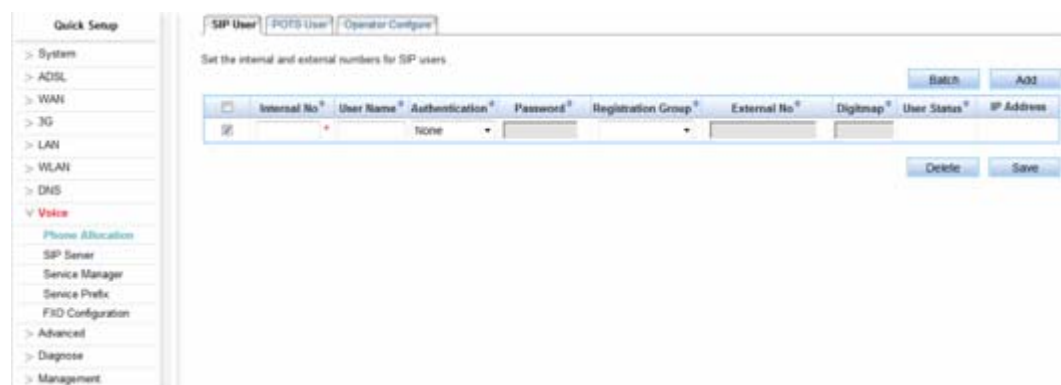 Quick Setup
> System
> ADSL
> WAN
> 3G
> LAN
> WLAN
> DNS
Voice
Phone Allocation
SIP Server
Service Manager
Service Prefix
FXO Configuration
> Advanced
> Diagnose
> Management
SIP User POTS User Operator Configure
Set the internal and external numbers for SIP users.
Batch Add
Internal No User Name Authentication Password Registration Group External No Digitmap User Status IP Address
* None
Delete Save